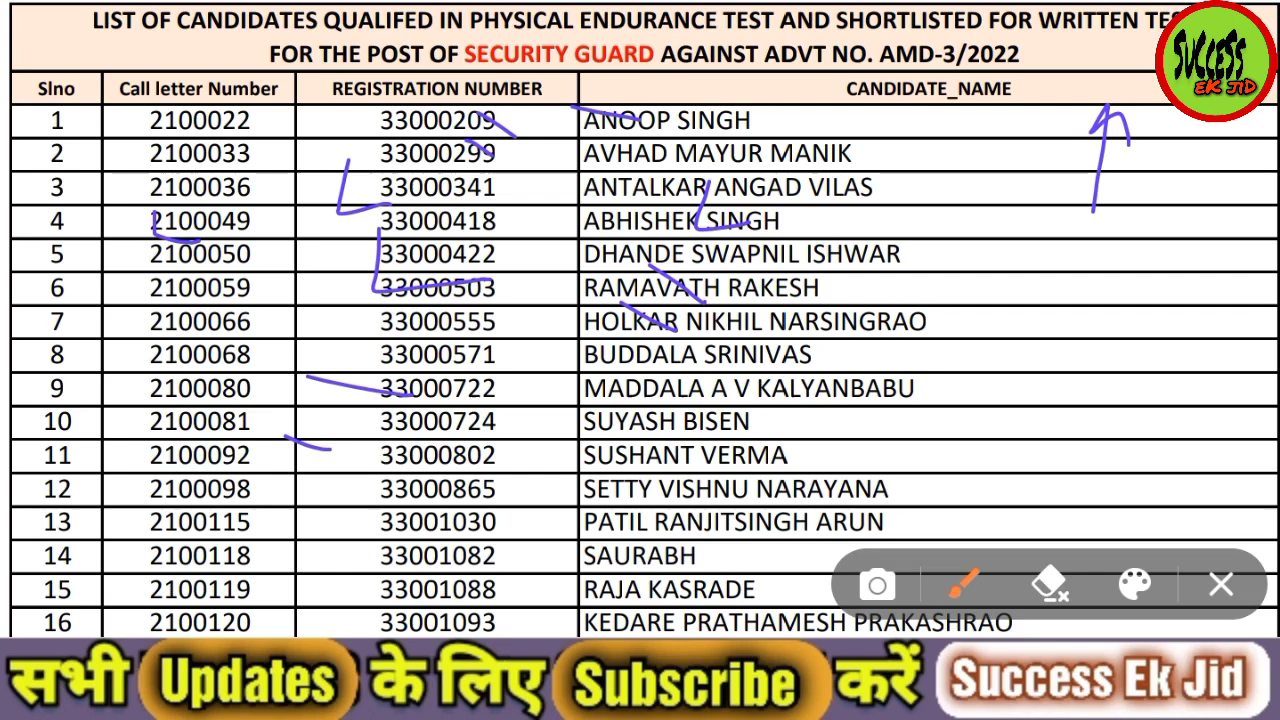 LIST OF CANDIDATES QUALIFED IN PHYSICAL ENDURANCE TEST AND SHORTLISTED FOR WRITTEN
FOR THE POST OF SECURITY GUARD AGAINST ADVT NO. AMD-3/2022
SUCCESS
EK JID
Slno Call letter Number REGISTRATION NUMBER CANDIDATE_NAME
1 2100022 33000209 ANOOP SINGH
2 2100033 33000299 AVHAD MAYUR MANIK
3 2100036 33000341 ANTALKAR ANGAD VILAS
4 2100049 33000418 ABHISHEK SINGH
5 2100050 33000422 DHANDE SWAPNIL ISHWAR
6 2100059 33000503 RAMAVATH RAKESH
7 2100066 33000555 HOLKAR NIKHIL NARSINGRAO
8 2100068 33000571 BUDDALA SRINIVAS
9 2100080 33000722 MADDALA A V KALYANBABU
10 2100081 33000724 SUYASH BISEN
11 2100092 33000802 SUSHANT VERMA
12 2100098 33000865 SETTY VISHNU NARAYANA
13 2100115 33001030 PATIL RANJITSINGH ARUN
14 2100118 33001082 SAURABH
15 2100119 33001088 RAJA KASRADE
16 2100120 33001093 KEDARE PRATHAMESH PRAKASHRAO
सभी Updates के लिए Subscribe करें Success Ek Jid